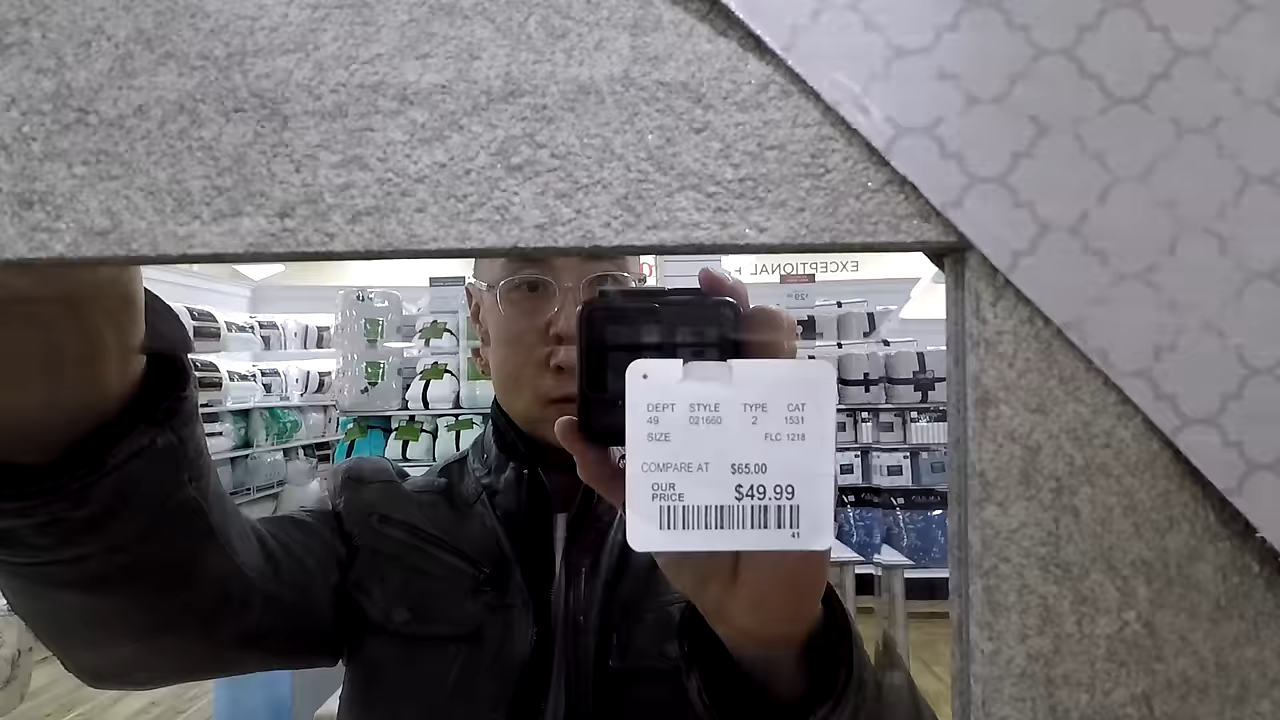 EXCEPTIONAL
DEPT STYLE TYPE CAT
49 021660 2 1531
SIZE FLC 1218
COMPARE AT $65.00
OUR PRICE $49.99
41